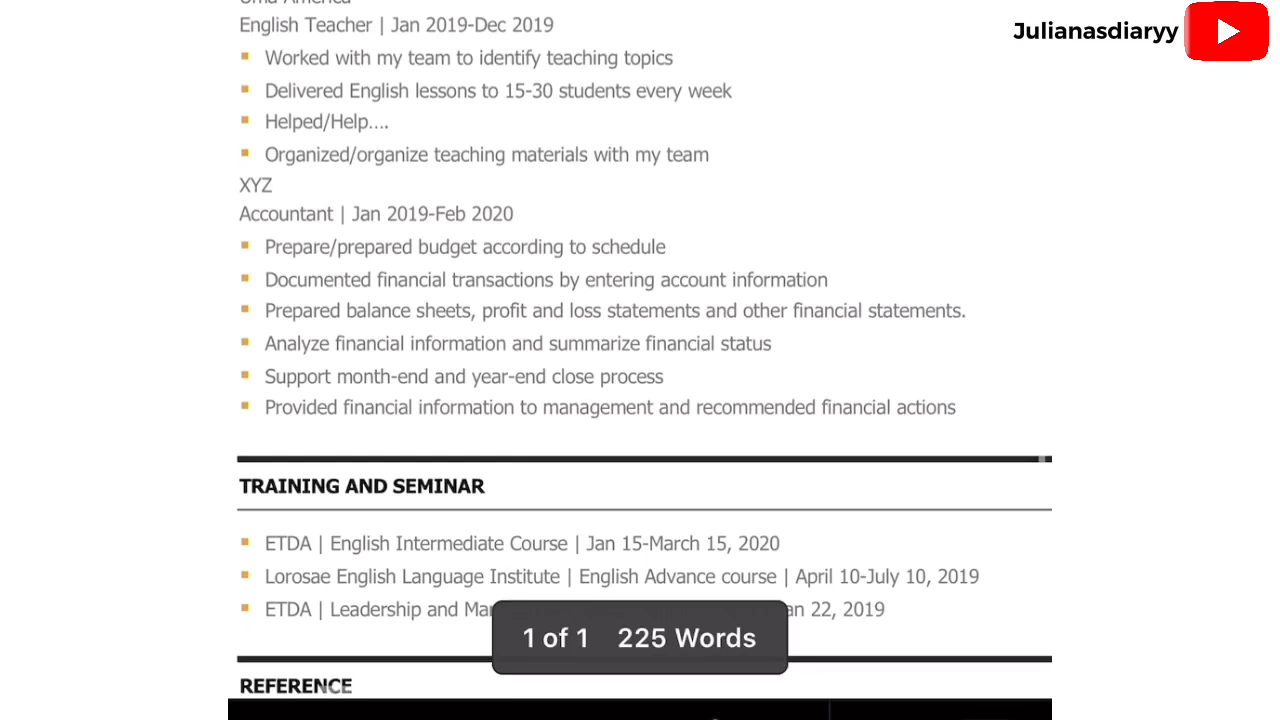 English Teacher | Jan 2019-Dec 2019
Julianasdiaryy
Worked with my team to identify teaching topics
Delivered English lessons to 15-30 students every week
Helped/Help....
Organized/organize teaching materials with my team
XYZ
Accountant | Jan 2019-Feb 2020
Prepare/prepared budget according to schedule
Documented financial transactions by entering account information
Prepared balance sheets, profit and loss statements and other financial statements.
Analyze financial information and summarize financial status
Support month-end and year-end close process
Provided financial information to management and recommended financial actions
TRAINING AND SEMINAR
ETDA | English Intermediate Course | Jan 15-March 15, 2020
Lorosae English Language Institute | English Advance course | April 10-July 10, 2019
ETDA | Leadership and 22, 2019
1 of 1 225 Words
REFERENCE